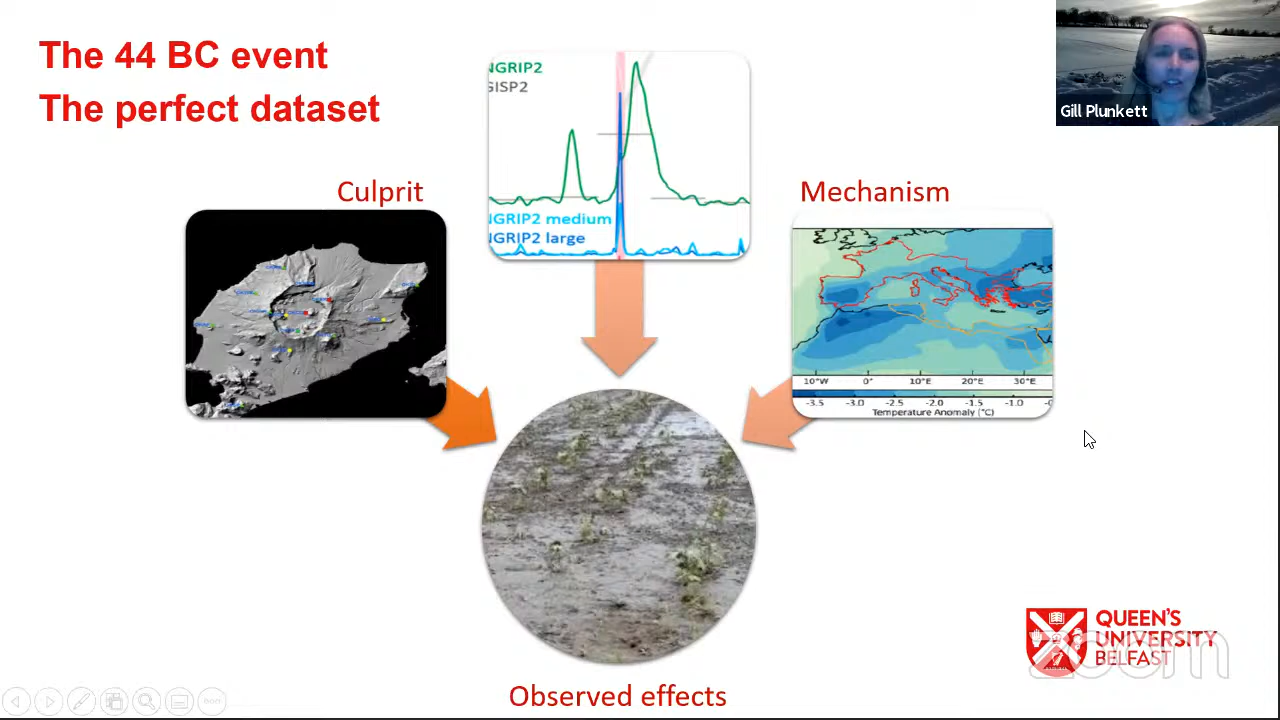 The 44 BC event
The perfect dataset
Gill Plunkett
NGRIP2
GISP2
NGRIP2 medium
NGRIP2 large
Culprit
Mechanism
10°W 0° 10°E 20°E 30°E
-3.5 -3.0 -2.5 -2.0 -1.5 -1.0
Temperature Anomaly (°C)
Observed effects
QUEEN'S
UNIVERSITY
BELFAST
zoom